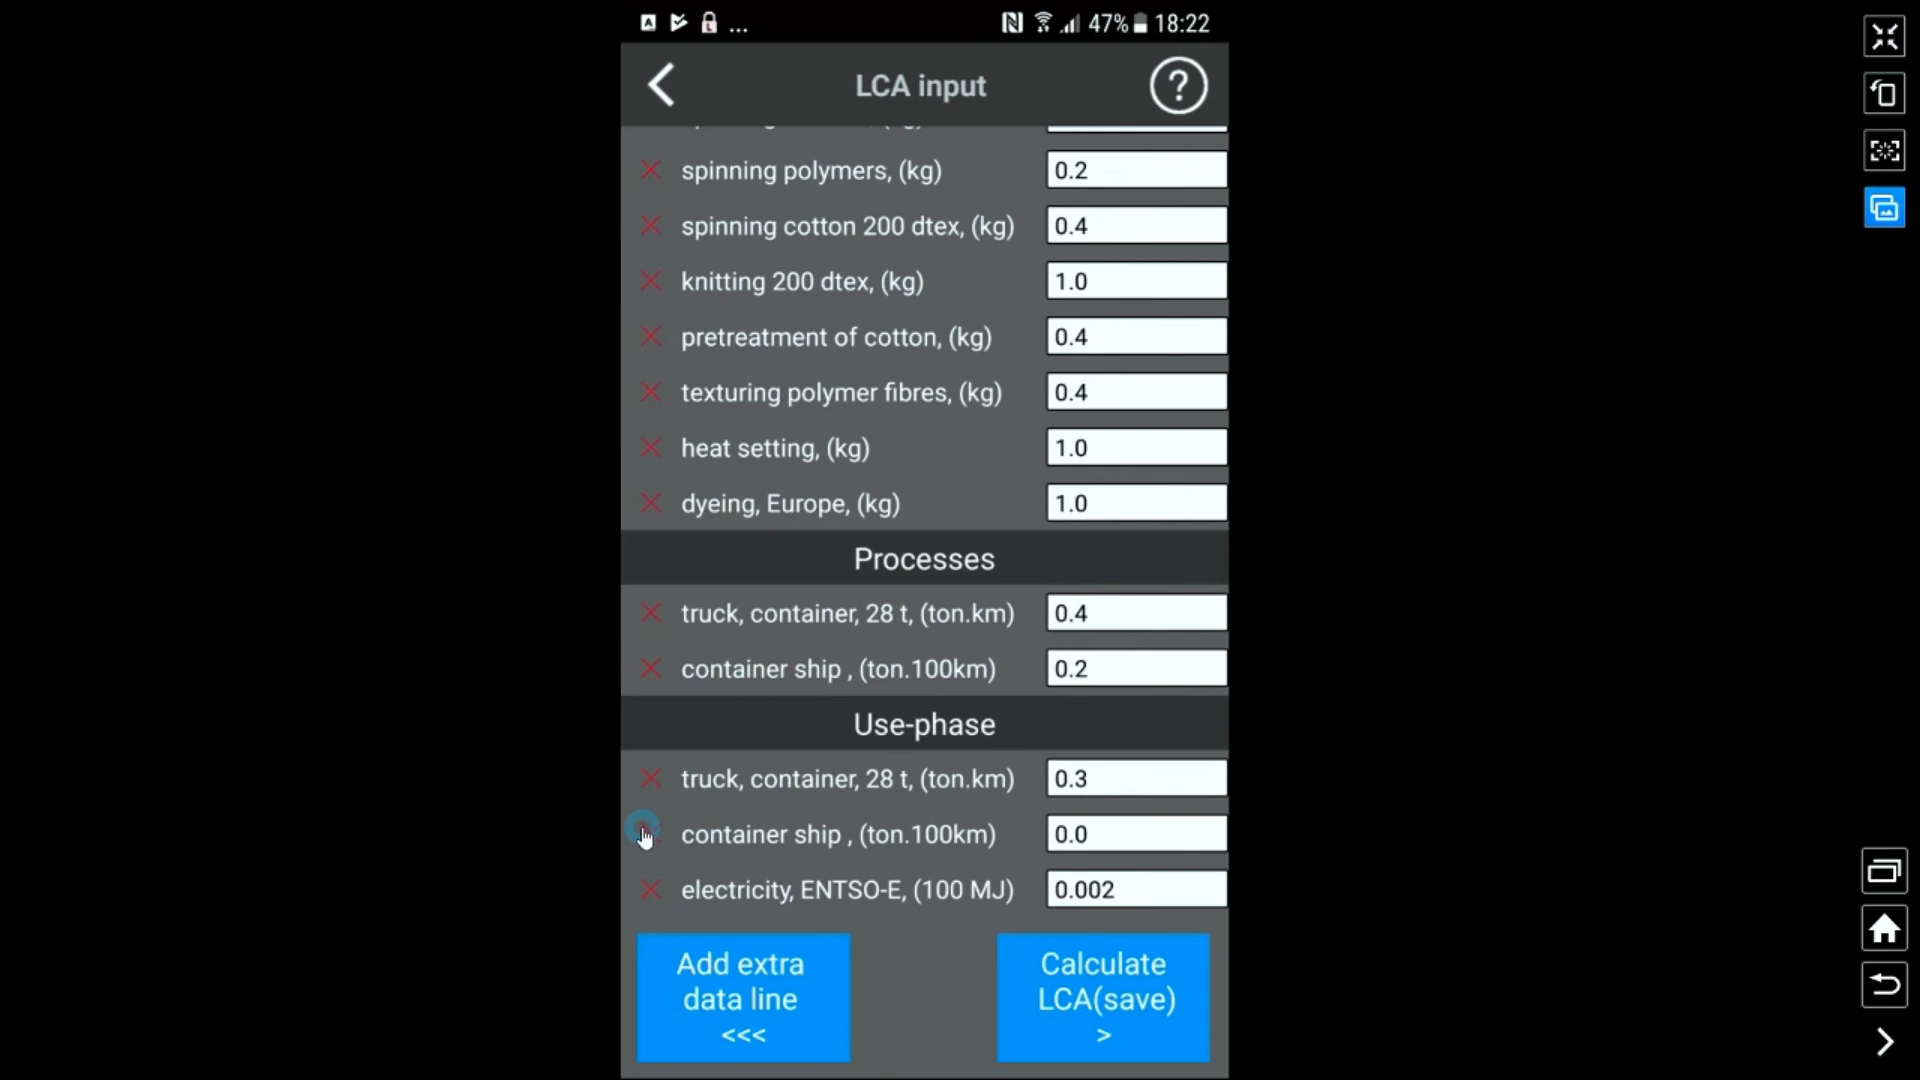 47% 18:22
LCA input
spinning polymers, (kg) 0.2
spinning cotton 200 dtex, (kg) 0.4
knitting 200 dtex, (kg) 1.0
pretreatment of cotton, (kg) 0.4
texturing polymer fibres, (kg) 0.4
heat setting, (kg) 1.0
dyeing, Europe, (kg) 1.0
Processes
truck, container, 28 t, (ton.km) 0.4
container ship , (ton.100km) 0.2
Use-phase
truck, container, 28 t, (ton.km) 0.3
container ship , (ton.100km) 0.0
electricity, ENTSO-E, (100 MJ) 0.002
Add extra
data line
<<<
Calculate
LCA(save)
>